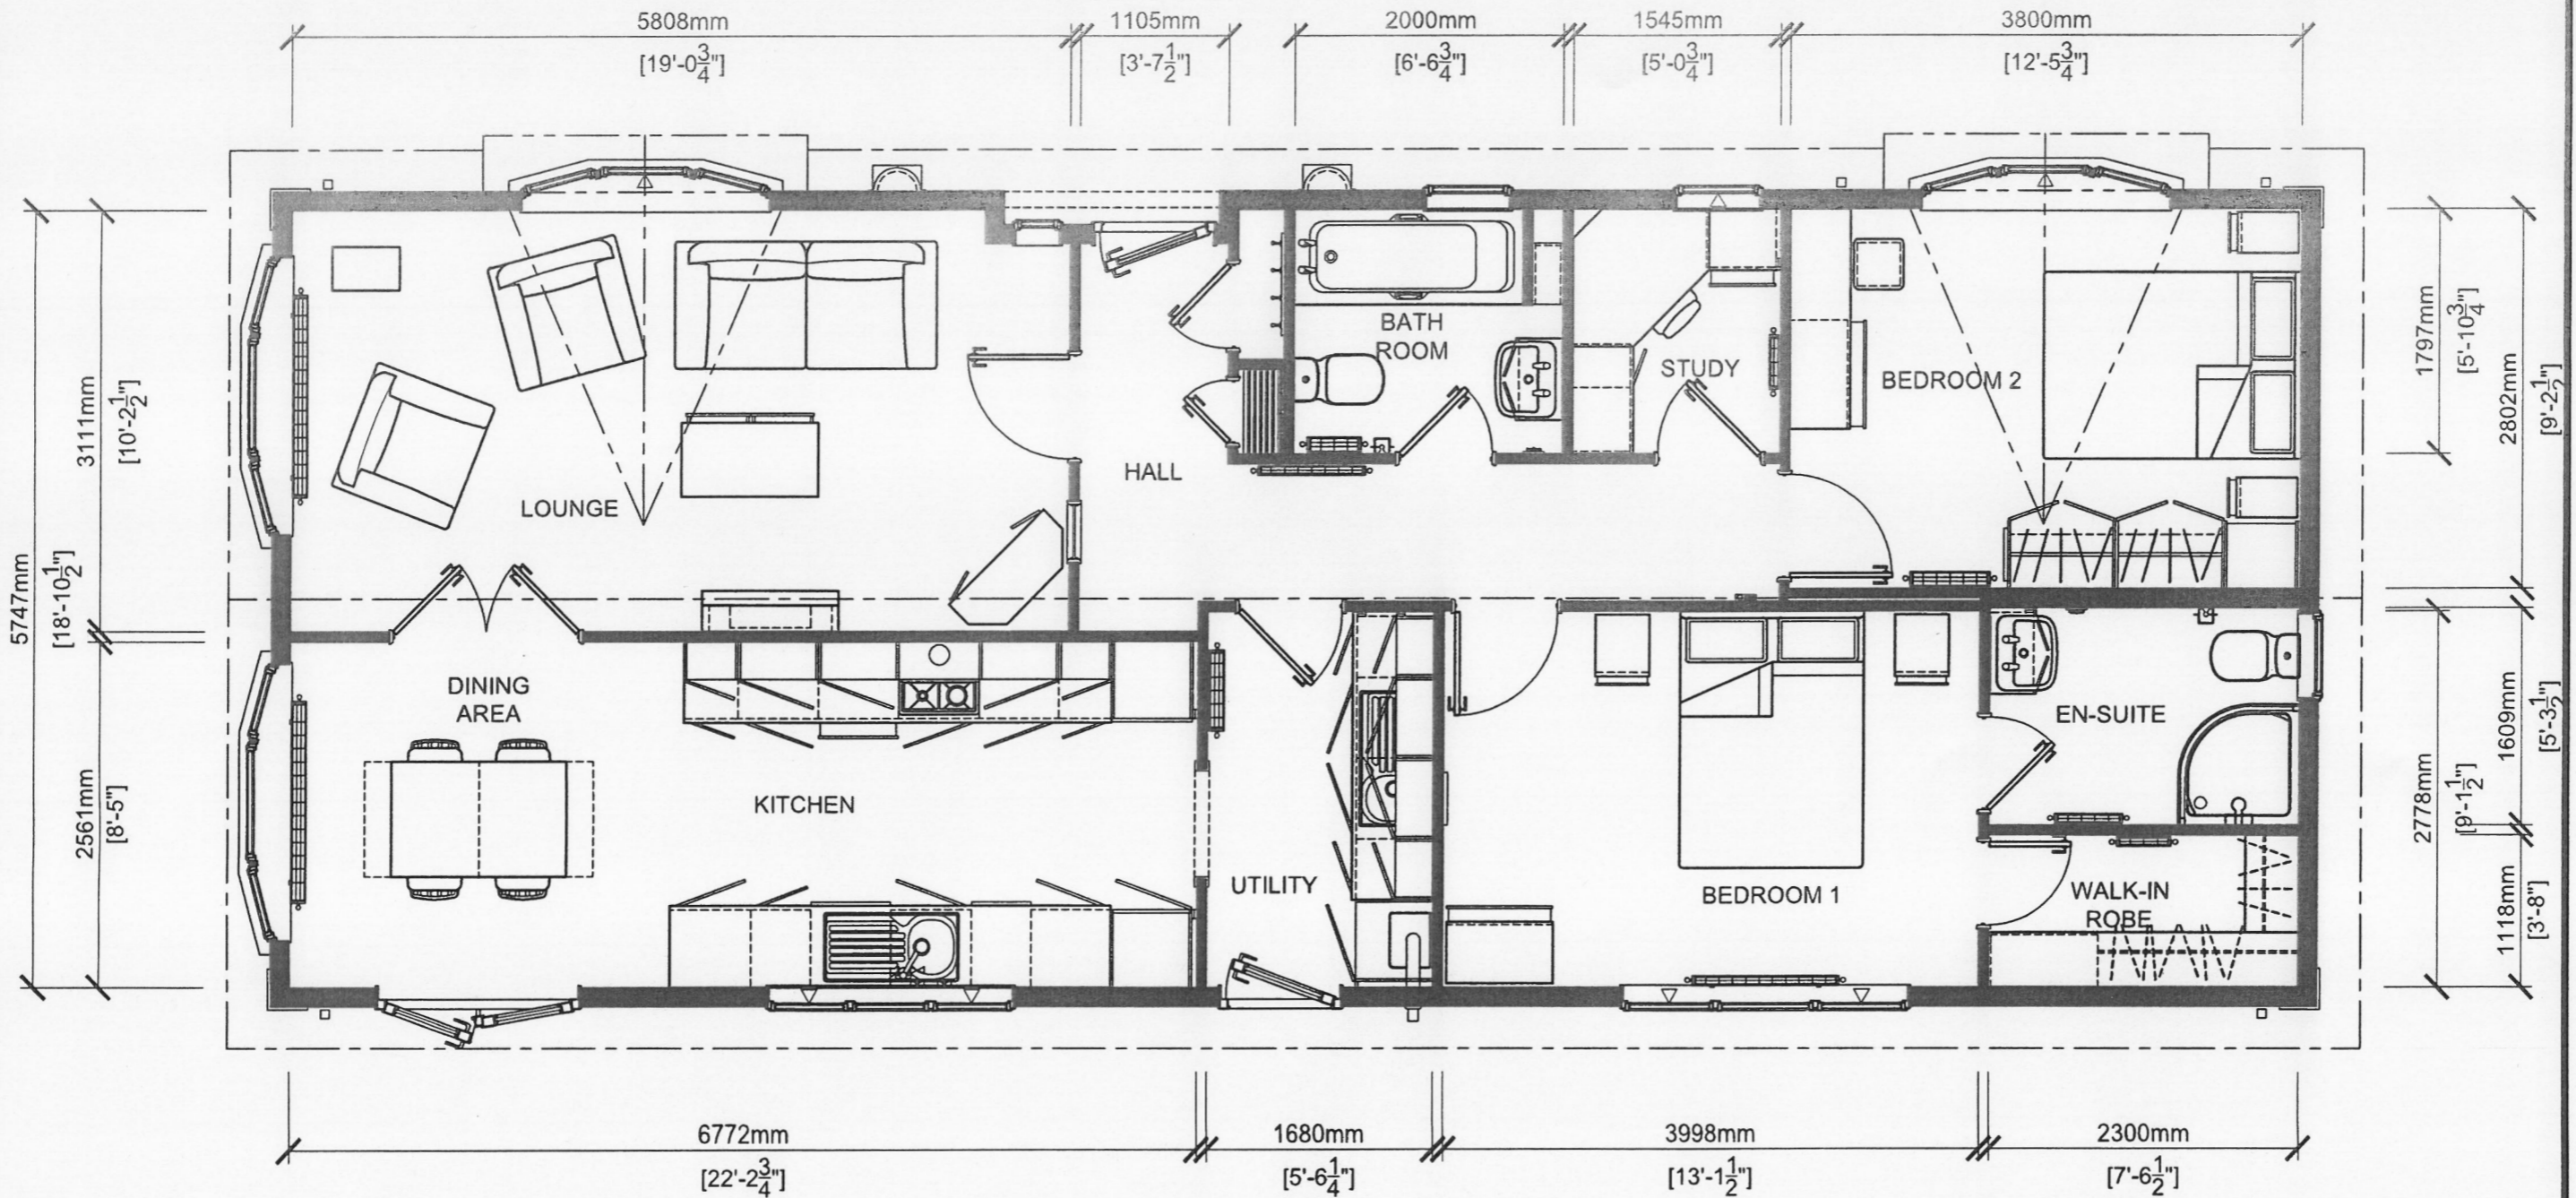 5808mm
[19'-0 3/4"]
1105mm
[3'-7 1/2"]
2000mm
[6'-6 3/4"]
1545mm
[5'-0 3/4"]
3800mm
[12'-5 3/4"]
5747mm
[18'-10 1/2"]
3111mm
[10'-2 1/2"]
2561mm
[8'-5"]
LOUNGE
HALL
BATH
ROOM
STUDY
BEDROOM 2
DINING
AREA
KITCHEN
UTILITY
BEDROOM 1
EN-SUITE
WALK-IN
ROBE
1797mm
[5'-10 3/4"]
2802mm
[9'-2 1/2"]
2778mm
[9'-1 1/2"]
1609mm
[5'-3 1/2"]
1118mm
[3'-8"]
6772mm
[22'-2 3/4"]
1680mm
[5'-6 1/4"]
3998mm
[13'-1 1/2"]
2300mm
[7'-6 1/2"]